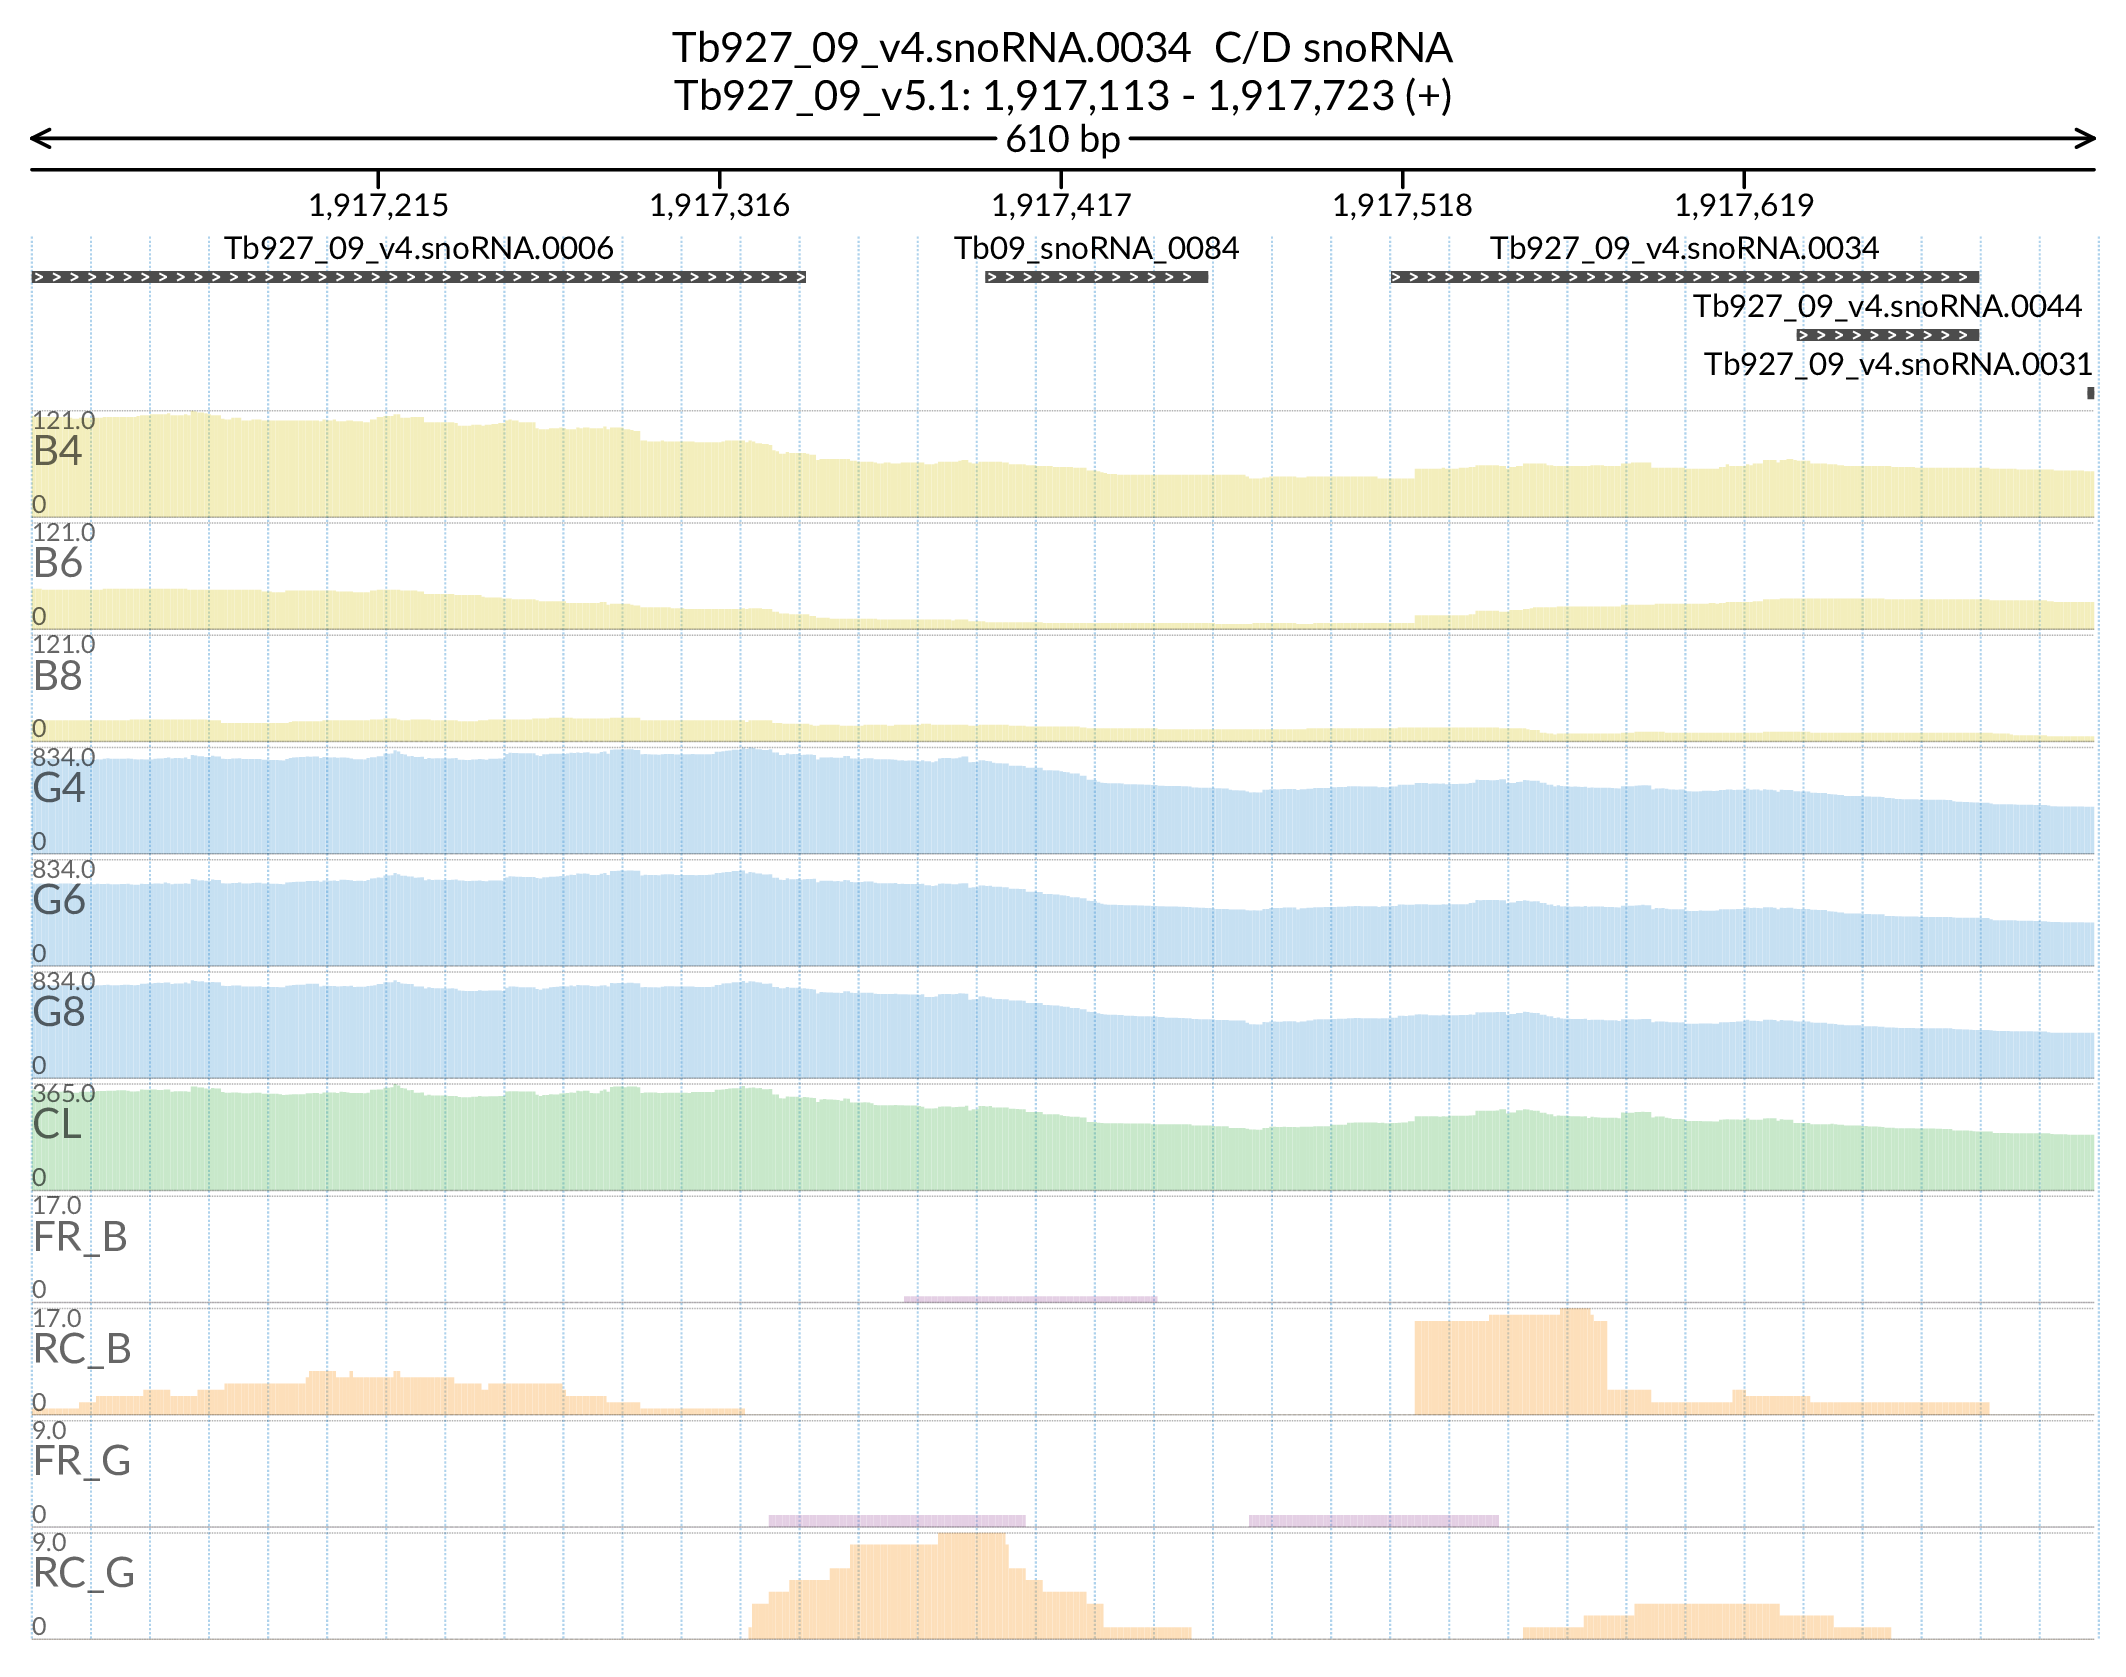 Tb927_09_v4.snoRNA.0034  C/D snoRNA
Tb927_09_v5.1: 1,917,113 - 1,917,723 (+)
610 bp
1,917,215 1,917,316 1,917,417 1,917,518 1,917,619
Tb927_09_v4.snoRNA.0006 Tb09_snoRNA_0084 Tb927_09_v4.snoRNA.0034
Tb927_09_v4.snoRNA.0044
Tb927_09_v4.snoRNA.0031
121.0
B4
0
121.0
B6
0
121.0
B8
0
834.0
G4
0
834.0
G6
0
834.0
G8
0
365.0
CL
0
17.0
FR_B
0
17.0
RC_B
0
9.0
FR_G
0
9.0
RC_G
0